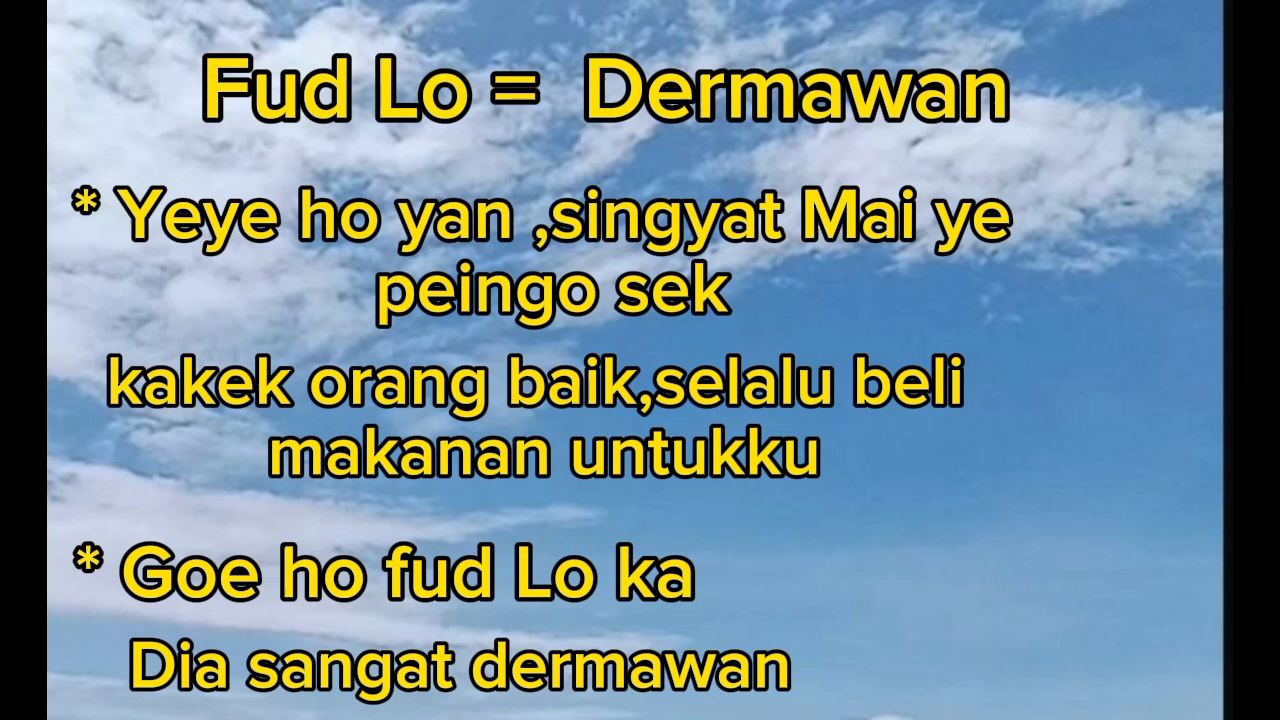 Fud Lo = Dermawan
* Yeye ho yan ,singyat Mai ye
peingo sek
kakek orang baik,selalu beli
makanan untukku
* Goe ho fud Lo ka
Dia sangat dermawan